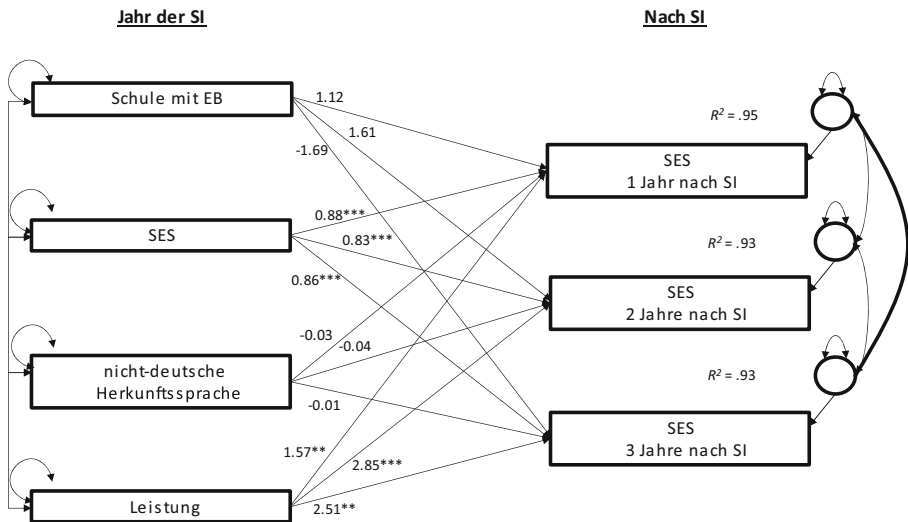 Jahr der SI
Nach SI
Schule mit EB
1.12
1.61
-1.69
R² = .95
SES
1 Jahr nach SI
SES
0.88***
0.83***
0.86***
R² = .93
SES
2 Jahre nach SI
nicht-deutsche
Herkunftssprache
-0.03
-0.04
-0.01
R² = .93
SES
3 Jahre nach SI
Leistung
1.57**
2.85***
2.51**